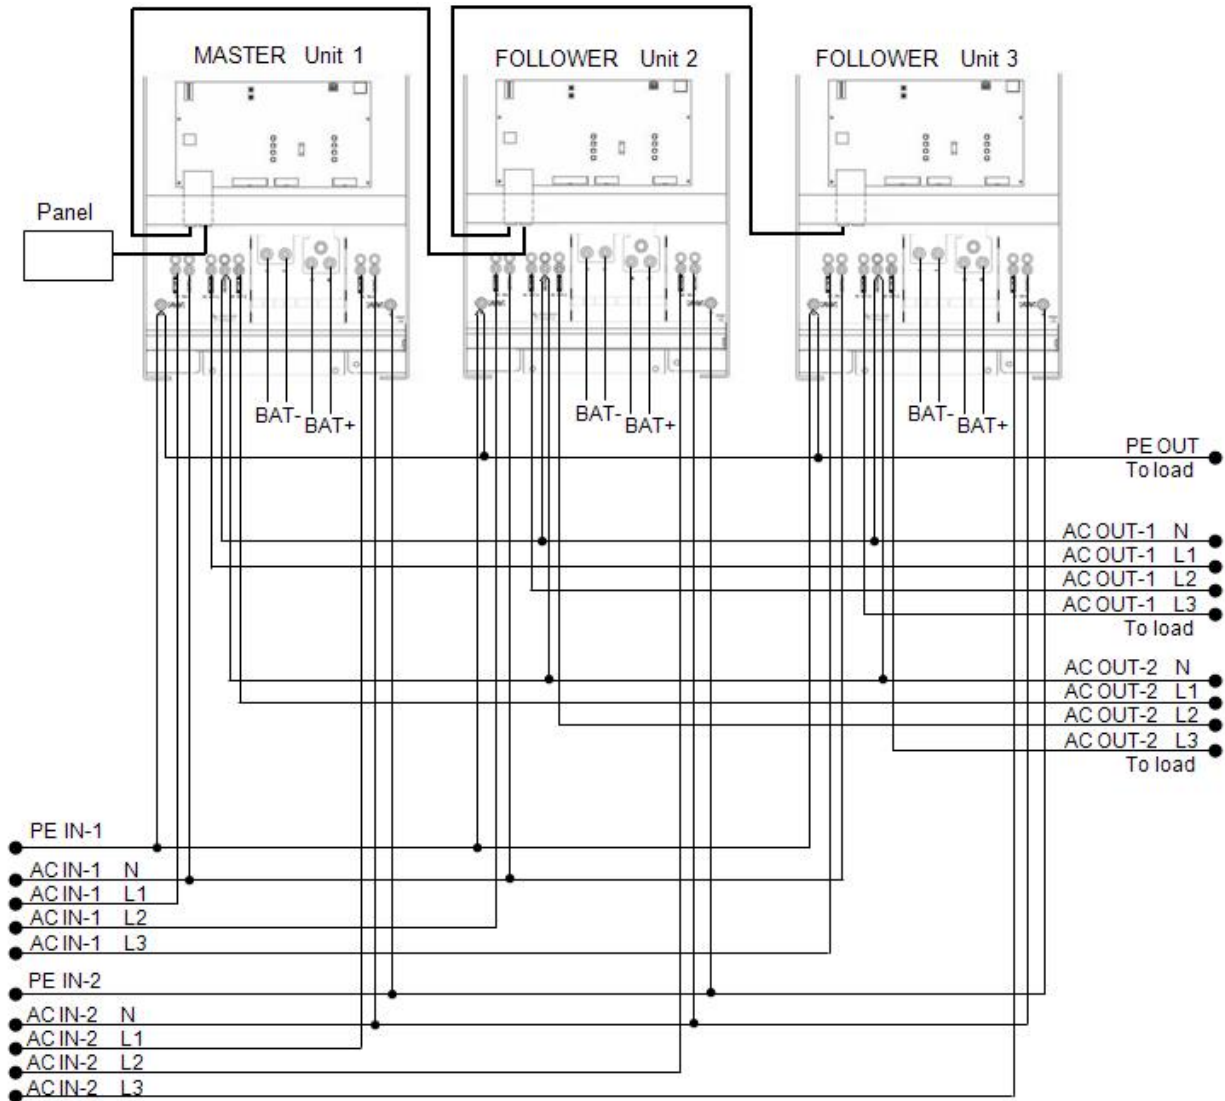 MASTER Unit 1
FOLLOWER Unit 2
FOLLOWER Unit 3
Panel
BAT-
BAT+
BAT-
BAT+
BAT-
BAT+
PE OUT
To load
AC OUT-1 N
AC OUT-1 L1
AC OUT-1 L2
AC OUT-1 L3
To load
AC OUT-2 N
AC OUT-2 L1
AC OUT-2 L2
AC OUT-2 L3
To load
PE IN-1
AC IN-1 N
AC IN-1 L1
AC IN-1 L2
AC IN-1 L3
PE IN-2
AC IN-2 N
AC IN-2 L1
AC IN-2 L2
AC IN-2 L3